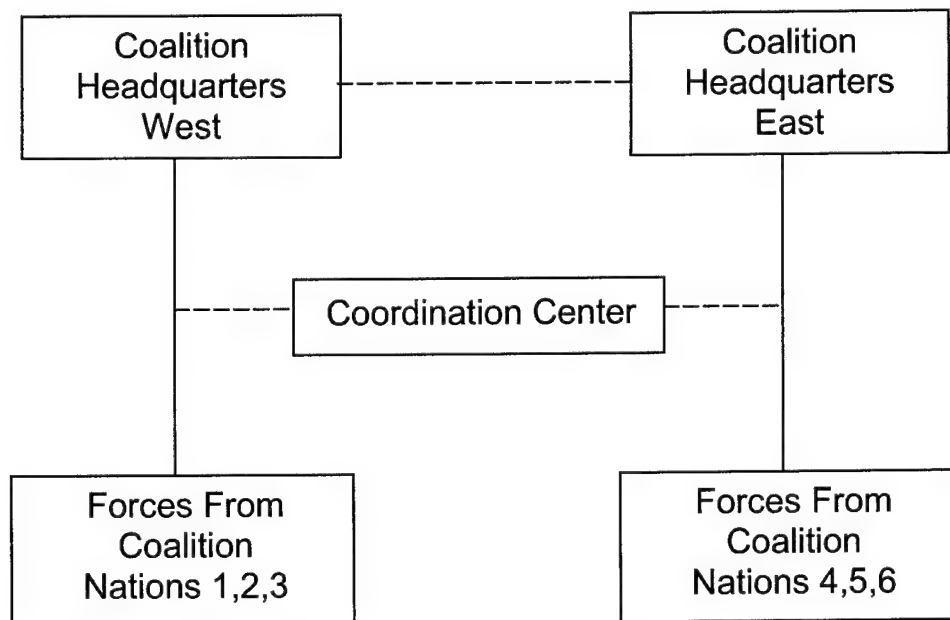 Coalition
Headquarters
West
Coalition
Headquarters
East
Coordination Center
Forces From
Coalition
Nations 1,2,3
Forces From
Coalition
Nations 4,5,6